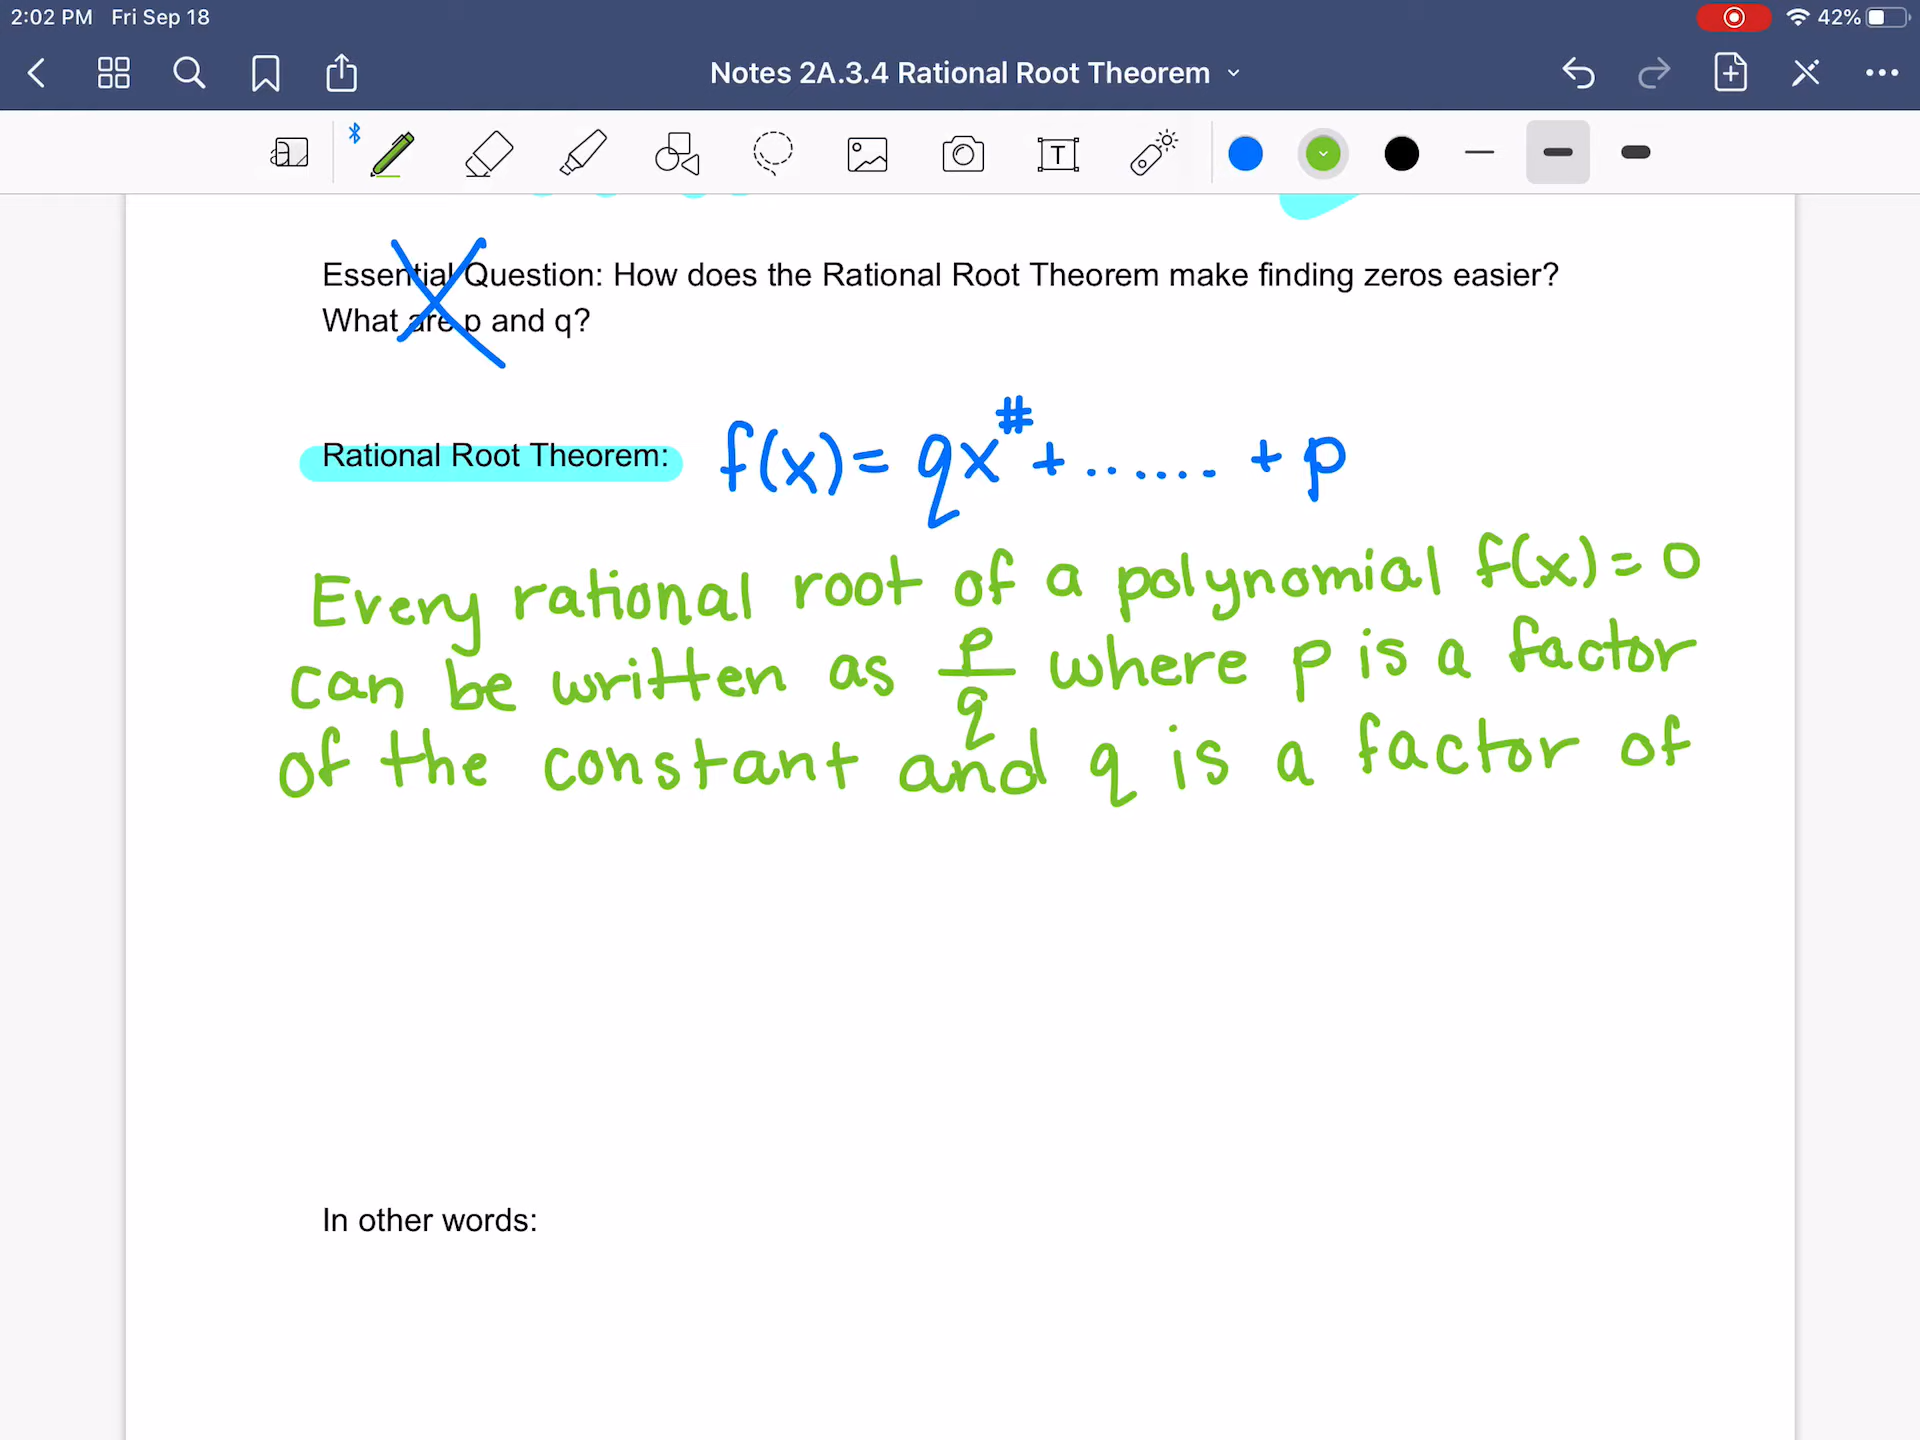 2:02 PM Fri Sep 18
42%
Notes 2A.3.4 Rational Root Theorem
a
T
Essential Question: How does the Rational Root Theorem make finding zeros easier?
What are p and q?
Rational Root Theorem: f(x) = qx^# + ...... + p
Every rational root of a polynomial f(x) = 0
can be written as p/q where p is a factor
of the constant and q is a factor of
In other words: